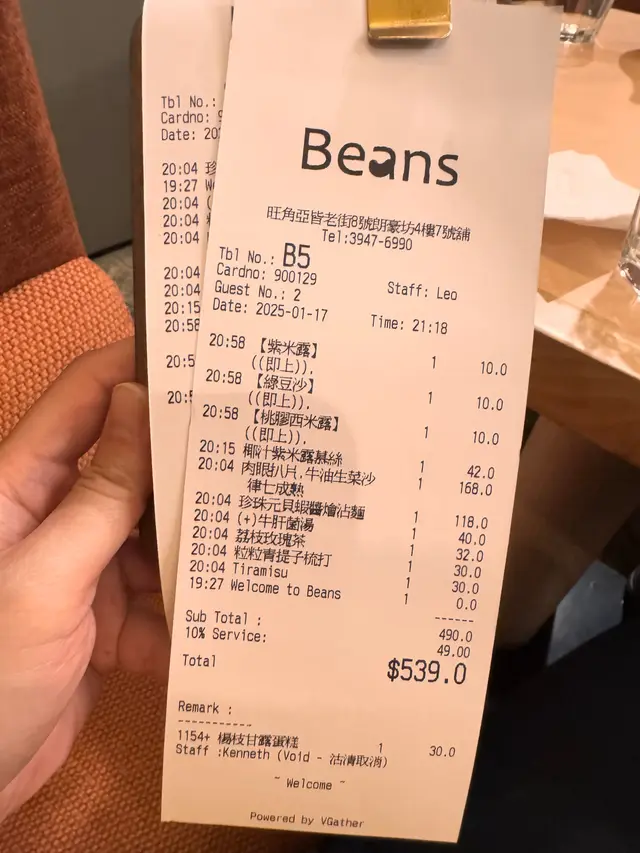 Tbl No.:
Cardno: 9
Date: 202
20:04 珍
19:27 We
20:04 (
20:04 粒
20:04
20:04
20:04
20:15
20:58
20:5
20:5
Beans
旺角亞皆老街8號朗豪坊4樓7號舖
Tel:3947-6990
Tbl No.: B5
Cardno: 900129 Staff: Leo
Guest No.: 2
Date: 2025-01-17 Time: 21:18
20:58 【紫米露】 1 10.0
((即上)),
20:58 【綠豆沙】 1 10.0
((即上)),
20:58 【桃膠西米露】 1 10.0
((即上)),
20:15 椰汁紫米露慕絲 1 42.0
20:04 肉眼扒,牛油生菜沙 1 168.0
律七成熟
20:04 珍珠元貝蝦醬燴沾麵 1 118.0
20:04 (+)牛肝菌湯 1 40.0
20:04 荔枝玫瑰茶 1 32.0
20:04 粒粒青提子梳打 1 30.0
20:04 Tiramisu 1 30.0
19:27 Welcome to Beans 1 0.0
------
Sub Total : 490.0
10% Service: 49.00
Total $539.0
Remark :
-----------
1154+ 楊枝甘露蛋糕 1 30.0
Staff :Kenneth (Void - 沽清取消)
~ Welcome ~
Powered by VGather